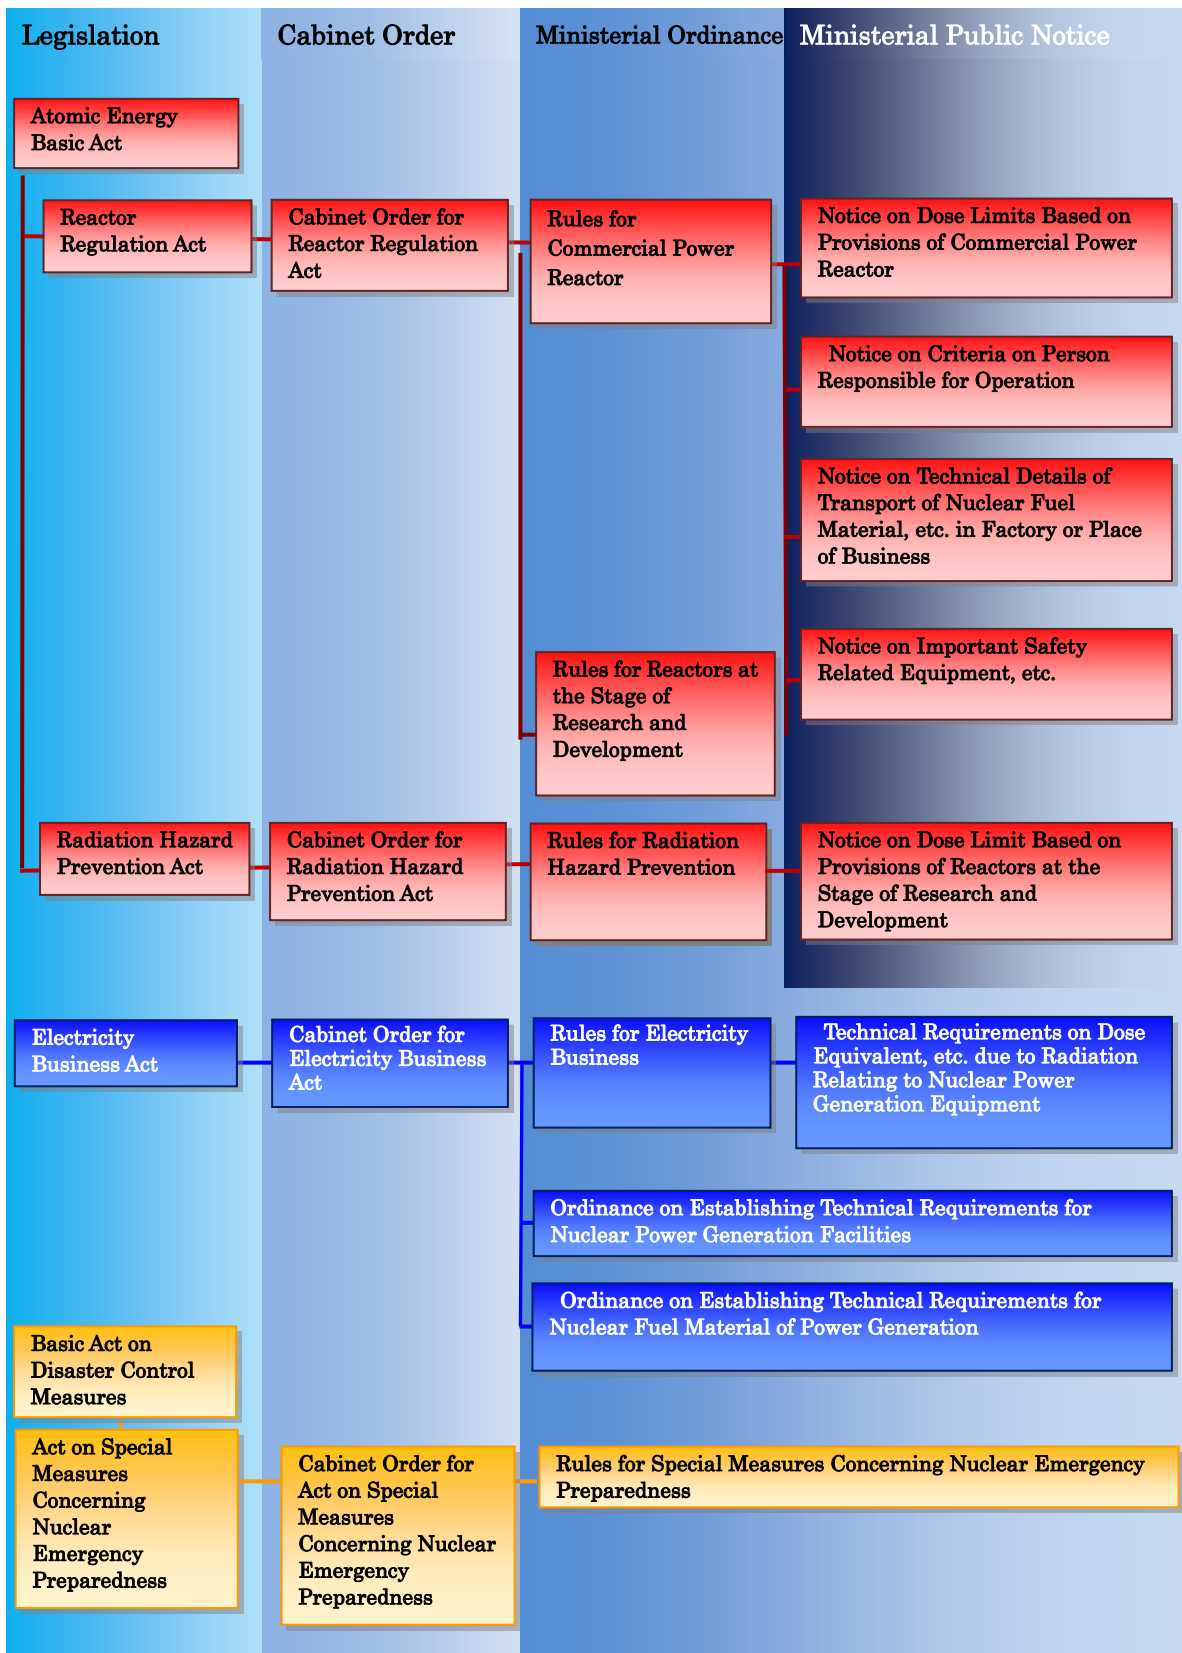 Legislation
Cabinet Order
Ministerial Ordinance
Ministerial Public Notice
Atomic Energy
Basic Act
Reactor
Regulation Act
Cabinet Order for
Reactor Regulation
Act
Rules for
Commercial Power
Reactor
Notice on Dose Limits Based on
Provisions of Commercial Power
Reactor
Notice on Criteria on Person
Responsible for Operation
Notice on Technical Details of
Transport of Nuclear Fuel
Material, etc. in Factory or Place
of Business
Notice on Important Safety
Related Equipment, etc.
Rules for Reactors at
the Stage of
Research and
Development
Radiation Hazard
Prevention Act
Cabinet Order for
Radiation Hazard
Prevention Act
Rules for Radiation
Hazard Prevention
Notice on Dose Limit Based on
Provisions of Reactors at the
Stage of Research and
Development
Electricity
Business Act
Cabinet Order for
Electricity Business
Act
Rules for Electricity
Business
Technical Requirements on Dose
Equivalent, etc. due to Radiation
Relating to Nuclear Power
Generation Equipment
Ordinance on Establishing Technical Requirements for
Nuclear Power Generation Facilities
Ordinance on Establishing Technical Requirements for
Nuclear Fuel Material of Power Generation
Basic Act on
Disaster Control
Measures
Act on Special
Measures
Concerning
Nuclear
Emergency
Preparedness
Cabinet Order for
Act on Special
Measures
Concerning Nuclear
Emergency
Preparedness
Rules for Special Measures Concerning Nuclear Emergency
Preparedness